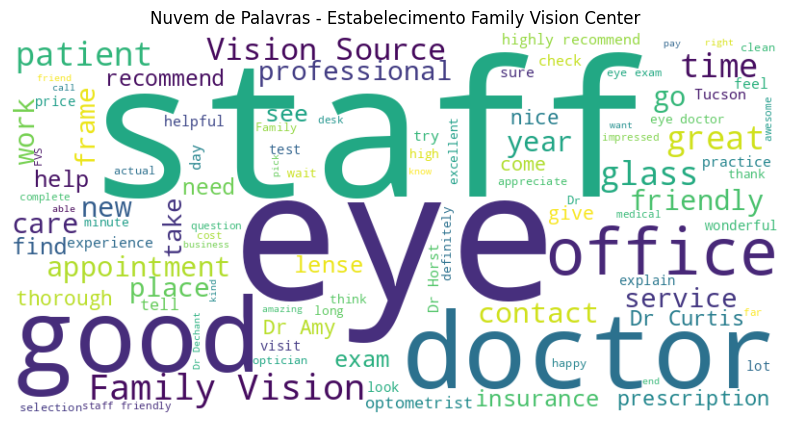 Nuvem de Palavras - Estabelecimento Family Vision Center
patient
Vision Source
highly recommend
pay
right
clean
friend
call
recommend
professional
sure
check
eye exam
time
feel
price
FVS
work
frame
staff
see
helpful
Family
desk
test
day
actual
wait
try
high
know
excellent
nice
year
come
appreciate
go
Tucson
eye doctor
impressed
great
awesome
want
practice
thank
glass
help
complete
able
need
pick
new
take
minute
question
cost
business
eye
Dr
give
medical
friendly
wonderful
care
find
experience
definitely
office
appointment
place
lense
Dr Horst
explain
thorough
tell
kind
amazing
long
think
contact
service
Dr Curtis
far
good
Dr Dechant
Dr Amy
visit
optician
exam
doctor
happy
lot
Family Vision
look
optometrist
insurance
end
prescription
selection
staff friendly